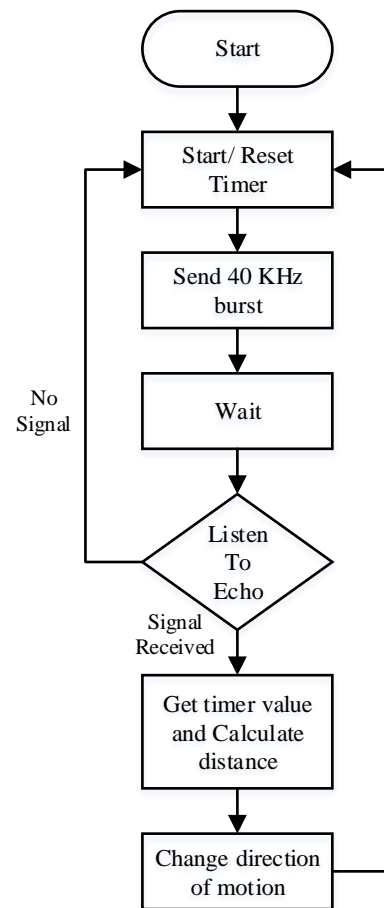 Start
Start/ Reset
Timer
Send 40 KHz
burst
Wait
No
Signal
Listen
To
Echo
Signal
Received
Get timer value
and Calculate
distance
Change direction
of motion